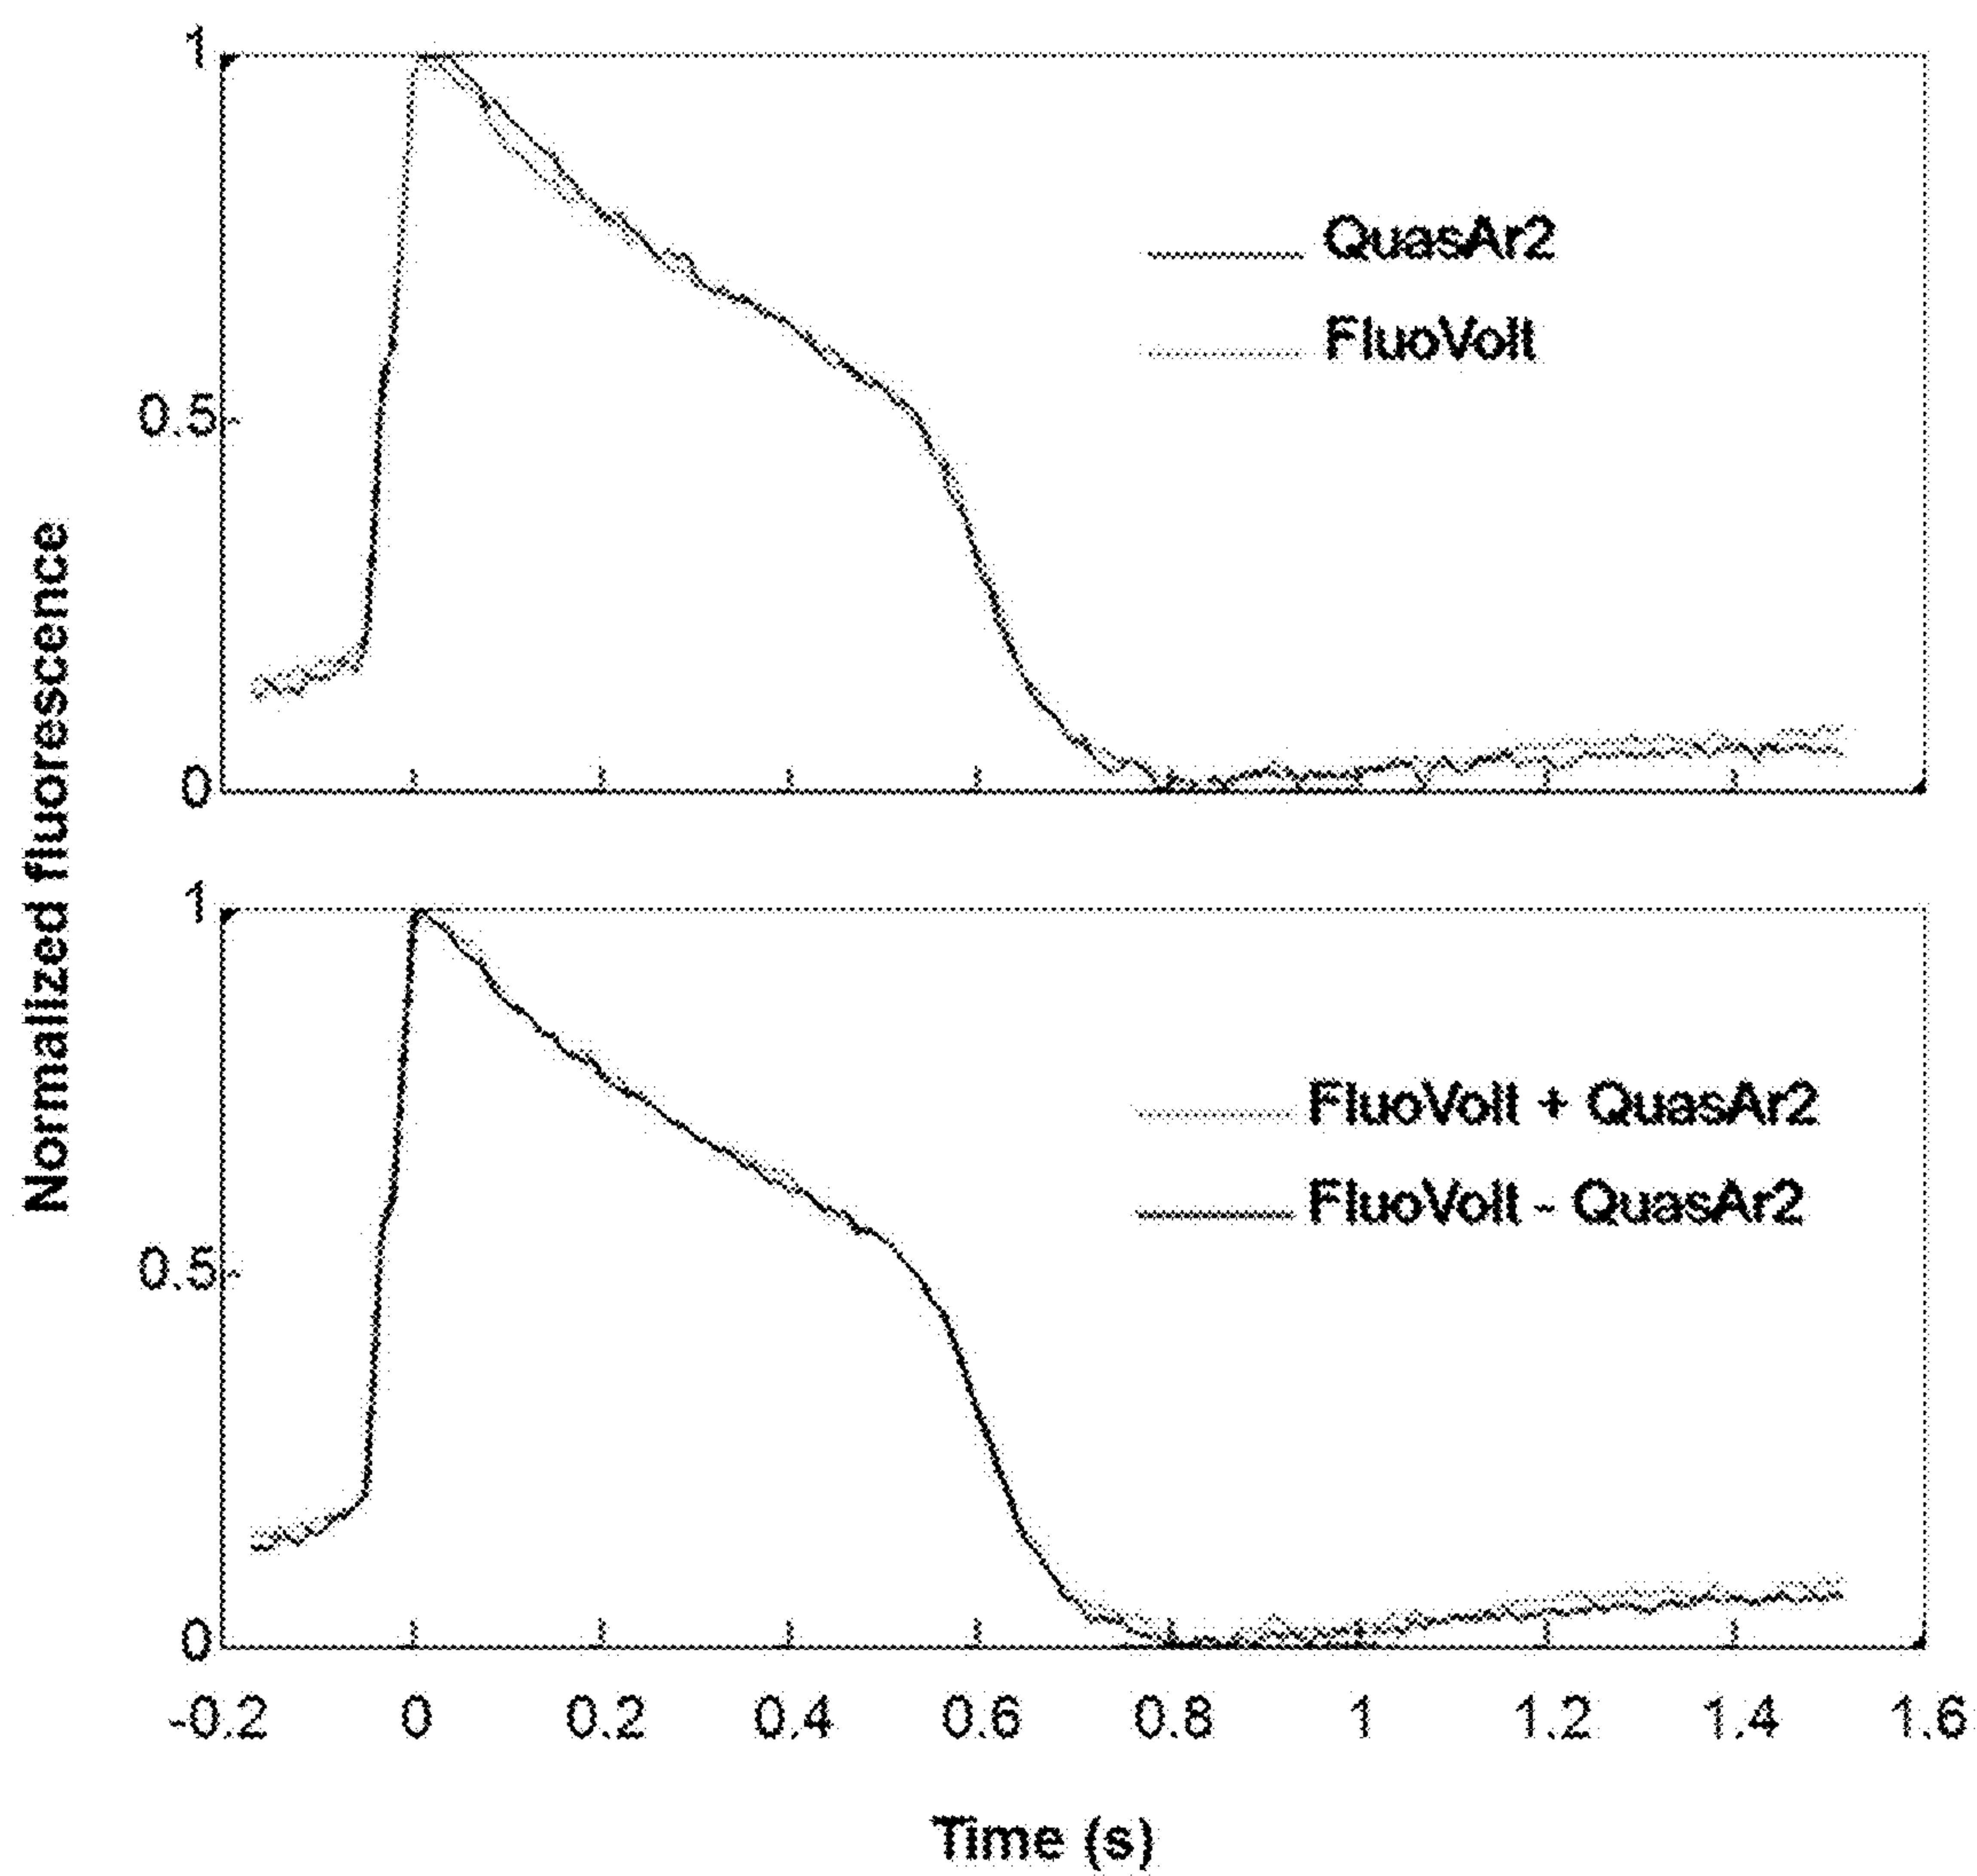 1
QuasAr2
FluoVolt
0.5
0
Normalized fluorescence
1
FluoVolt + QuasAr2
FluoVolt - QuasAr2
0.5
0
-0.2 0 0.2 0.4 0.6 0.8 1 1.2 1.4 1.6
Time (s)